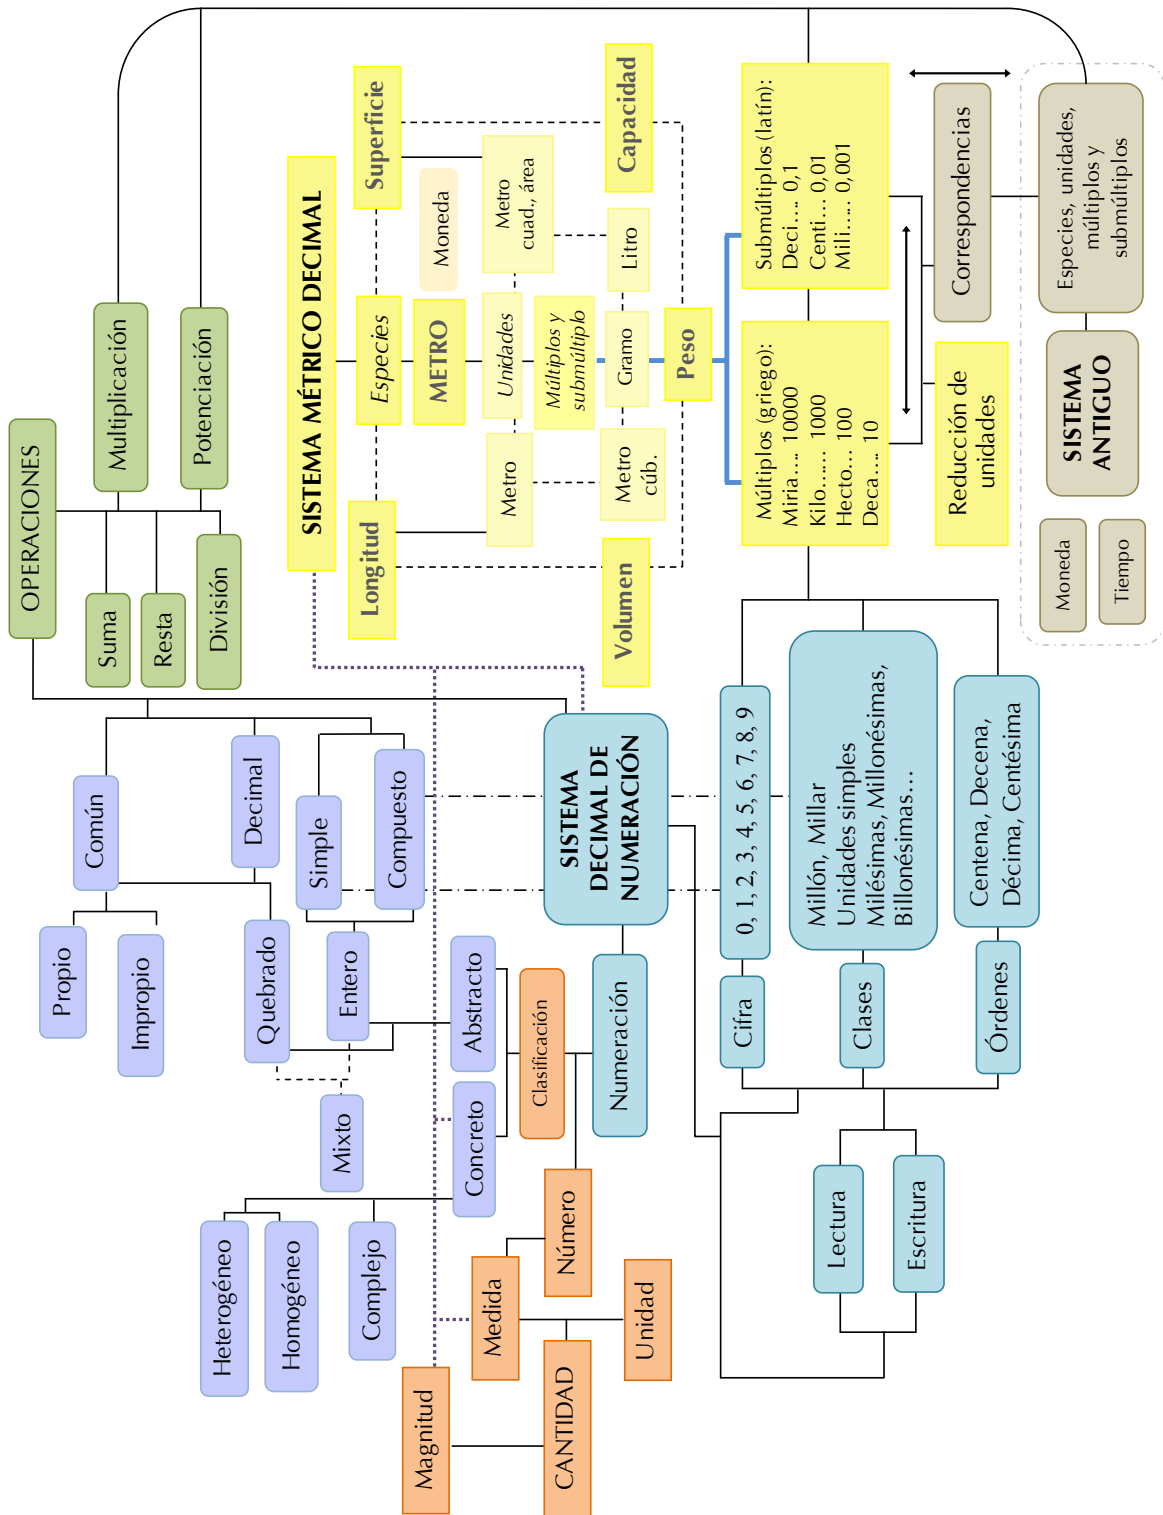 OPERACIONES
Suma
Resta
División
Multiplicación
Potenciación
Común
Decimal
Simple
Compuesto
Propio
Impropio
Quebrado
Entero
Mixto
Abstracto
Concreto
Heterogéneo
Homogéneo
Complejo
Clasificación
Número
Medida
Unidad
Magnitud
CANTIDAD
SISTEMA
DECIMAL DE
NUMERACIÓN
Numeración
Cifra
0, 1, 2, 3, 4, 5, 6, 7, 8, 9
Clases
Millón, Millar
Unidades simples
Milésimas, Millonésimas,
Billonésimas…
Órdenes
Centena, Decena,
Décima, Centésima
Lectura
Escritura
SISTEMA MÉTRICO DECIMAL
Longitud
Especies
Superficie
METRO
Moneda
Metro
Unidades
Metro
cuad., área
Múltiplos y
submúltiplo
Metro
cúb.
Gramo
Litro
Volumen
Peso
Capacidad
Múltiplos (griego):
Miria…. 10000
Kilo…... 1000
Hecto… 100
Deca…. 10
Submúltiplos (latín):
Deci…. 0,1
Centi… 0,01
Mili….. 0,001
Reducción de
unidades
Correspondencias
Moneda
Tiempo
SISTEMA
ANTIGUO
Especies, unidades,
múltiplos y
submúltiplos